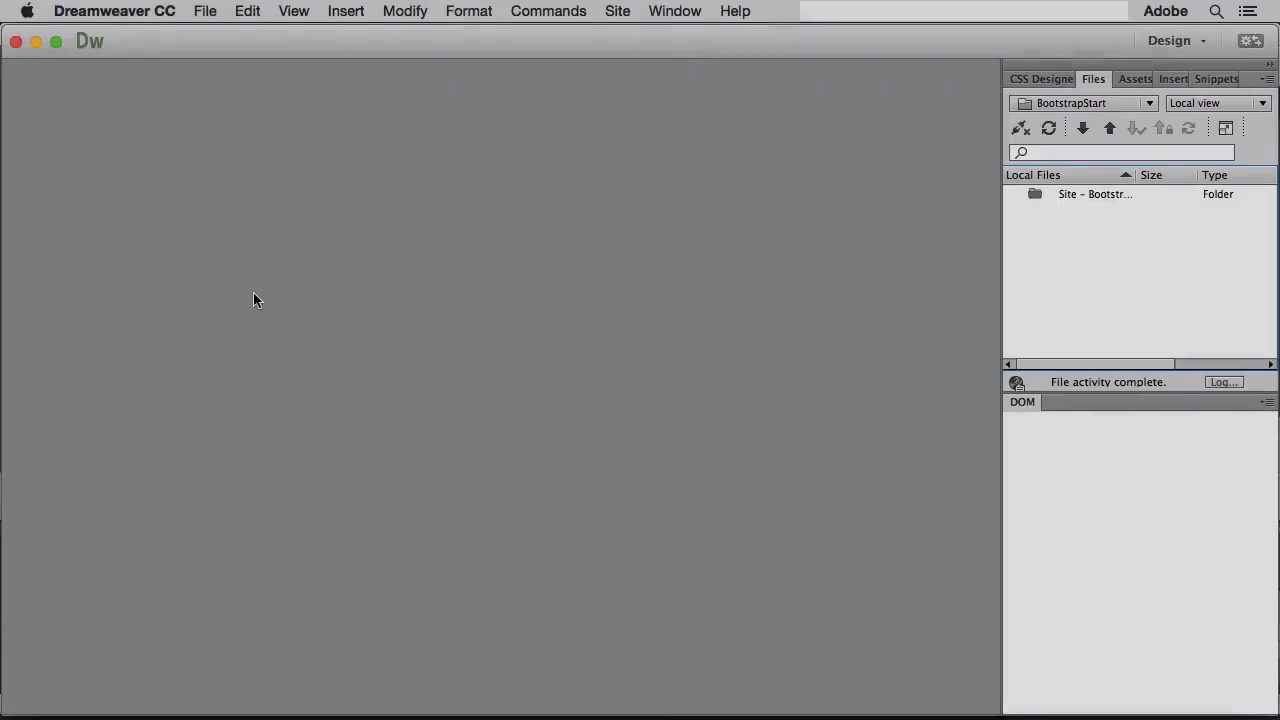 Dreamweaver CC File Edit View Insert Modify Format Commands Site Window Help Adobe
Dw Design
CSS Designe Files Assets Insert Snippets
BootstrapStart Local view
Local Files Size Type
Site – Bootstr... Folder
File activity complete. Log...
DOM